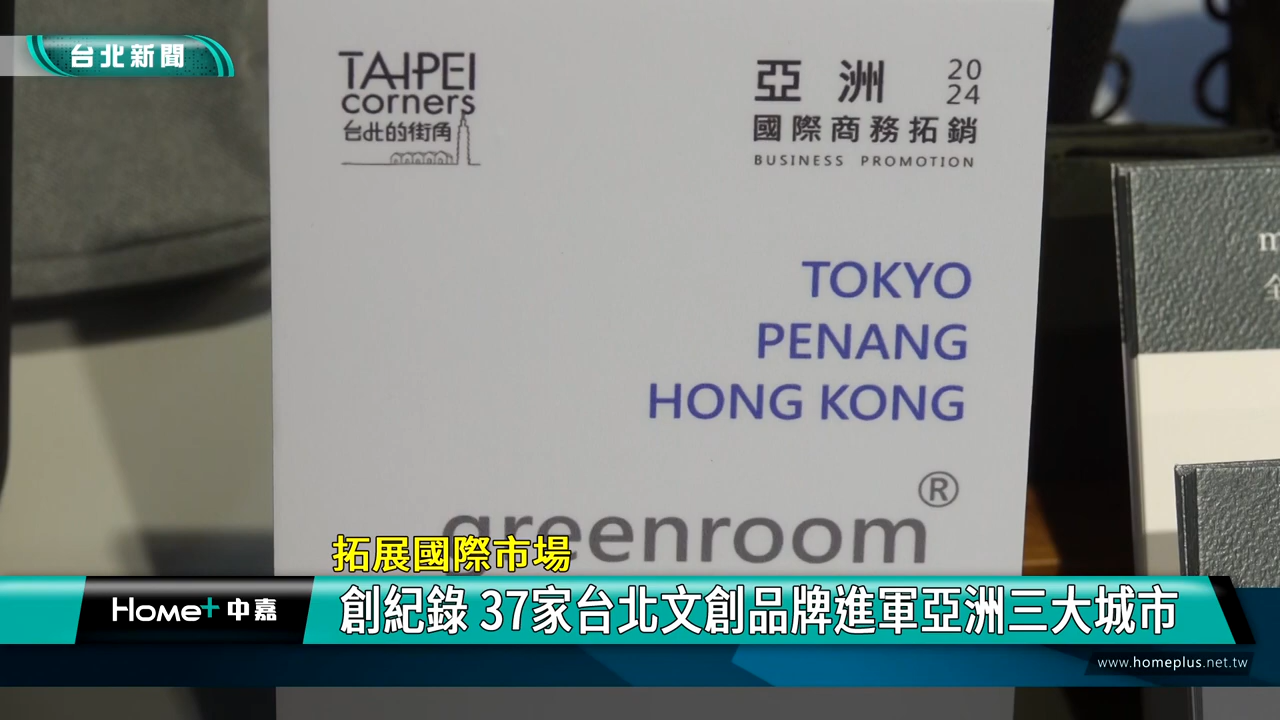 台北新聞
TAIPEI
corners
台北的街角
亞洲
2024
國際商務拓銷
BUSINESS PROMOTION
TOKYO
PENANG
HONG KONG
greenroom®
m
全
拓展國際市場
Home+中嘉
創紀錄 37家台北文創品牌進軍亞洲三大城市
www.homeplus.net.tw